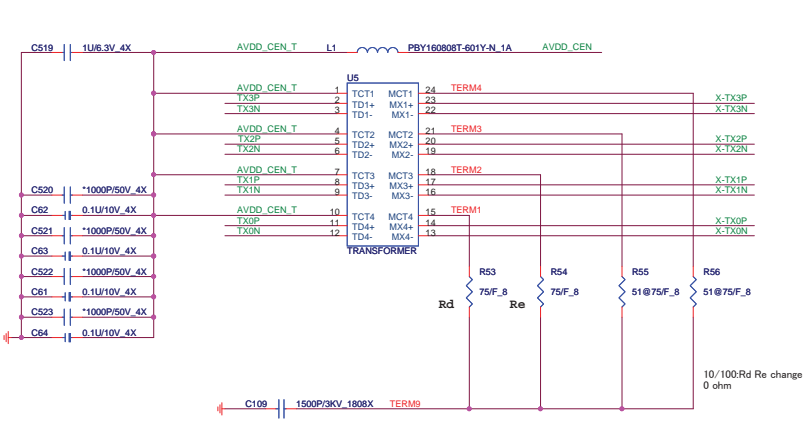 C519 1U/6.3V_4X AVDD_CEN_T L1 PBY160808T-601Y-N_1A AVDD_CEN
U5
AVDD_CEN_T 1 TCT1 MCT1 24 TERM4
TX3P 2 TD1+ MX1+ 23 X-TX3P
TX3N 3 TD1- MX1- 22 X-TX3N
AVDD_CEN_T 4 TCT2 MCT2 21 TERM3
TX2P 5 TD2+ MX2+ 20 X-TX2P
TX2N 6 TD2- MX2- 19 X-TX2N
AVDD_CEN_T 7 TCT3 MCT3 18 TERM2
TX1P 8 TD3+ MX3+ 17 X-TX1P
C520 *1000P/50V_4X TX1N 9 TD3- MX3- 16 X-TX1N
C62 0.1U/10V_4X AVDD_CEN_T 10 TCT4 MCT4 15 TERM1
TX0P 11 TD4+ MX4+ 14 X-TX0P
C521 *1000P/50V_4X TX0N 12 TD4- MX4- 13 X-TX0N
C63 0.1U/10V_4X TRANSFORMER
C522 *1000P/50V_4X R53 R54 R55 R56
C61 0.1U/10V_4X 75/F_8 75/F_8 51@75/F_8 51@75/F_8
Rd Re
C523 *1000P/50V_4X
C64 0.1U/10V_4X
10/100:Rd Re change
0 ohm
C109 1500P/3KV_1808X TERM9